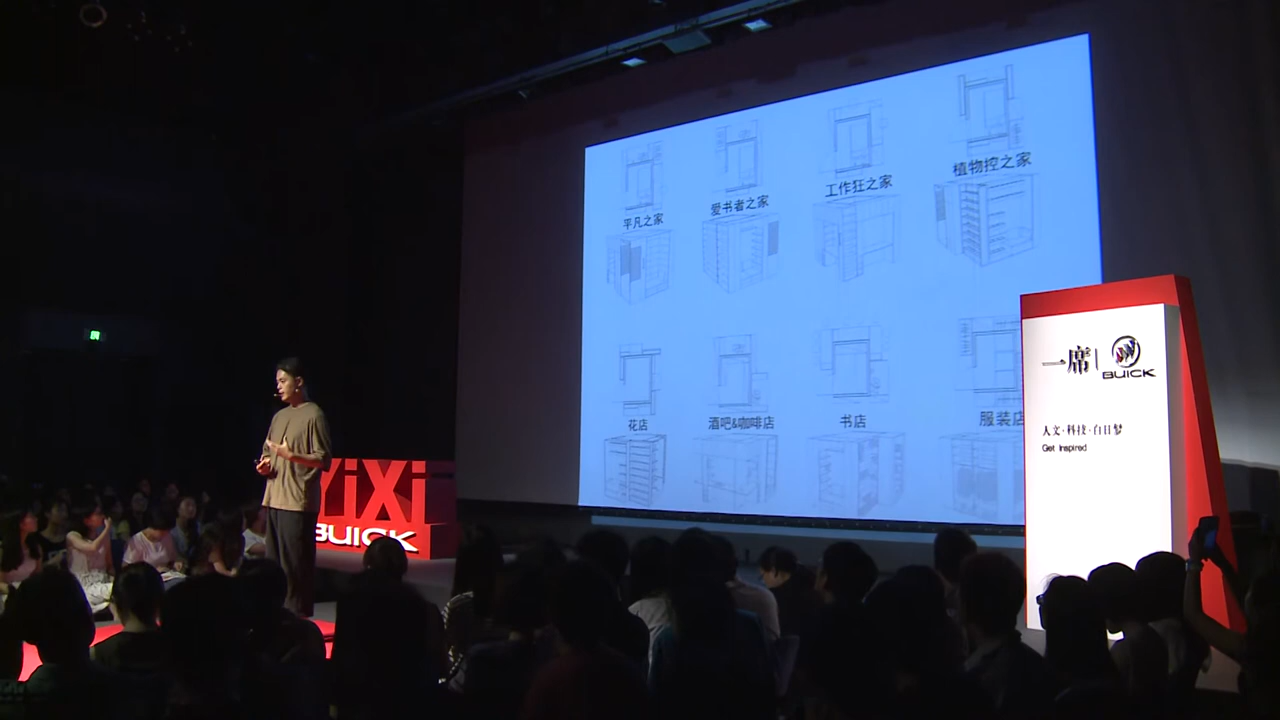 平凡之家
爱书者之家
工作狂之家
植物控之家
花店
酒吧&咖啡店
书店
服装店
YiXi
BUICK
一席
BUICK
人文·科技·白日梦
Get Inspired